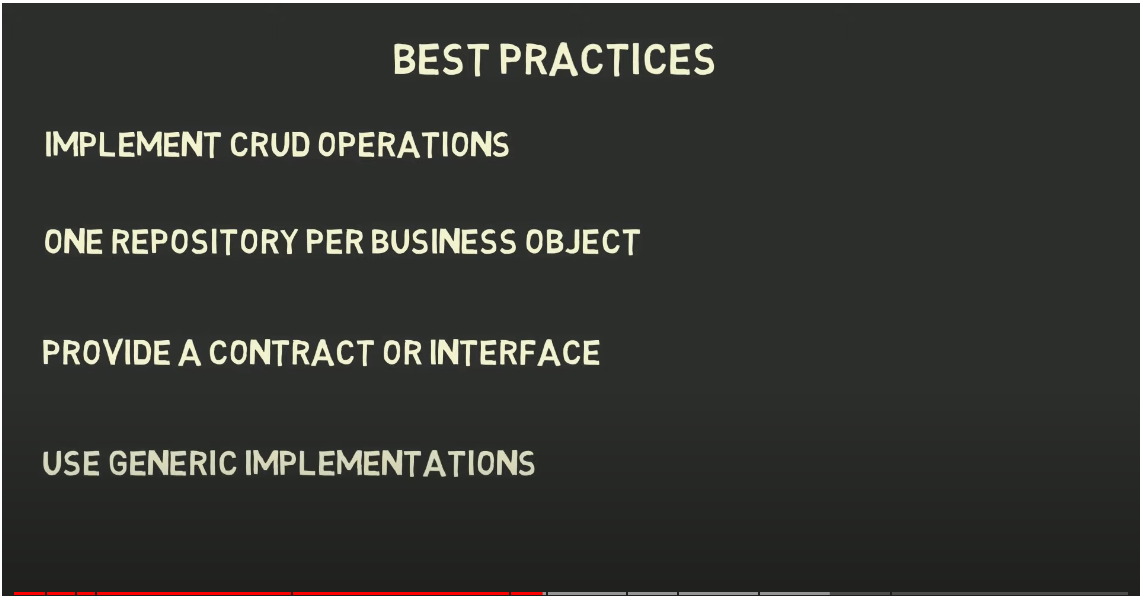 BEST PRACTICES
IMPLEMENT CRUD OPERATIONS
ONE REPOSITORY PER BUSINESS OBJECT
PROVIDE A CONTRACT OR INTERFACE
USE GENERIC IMPLEMENTATIONS